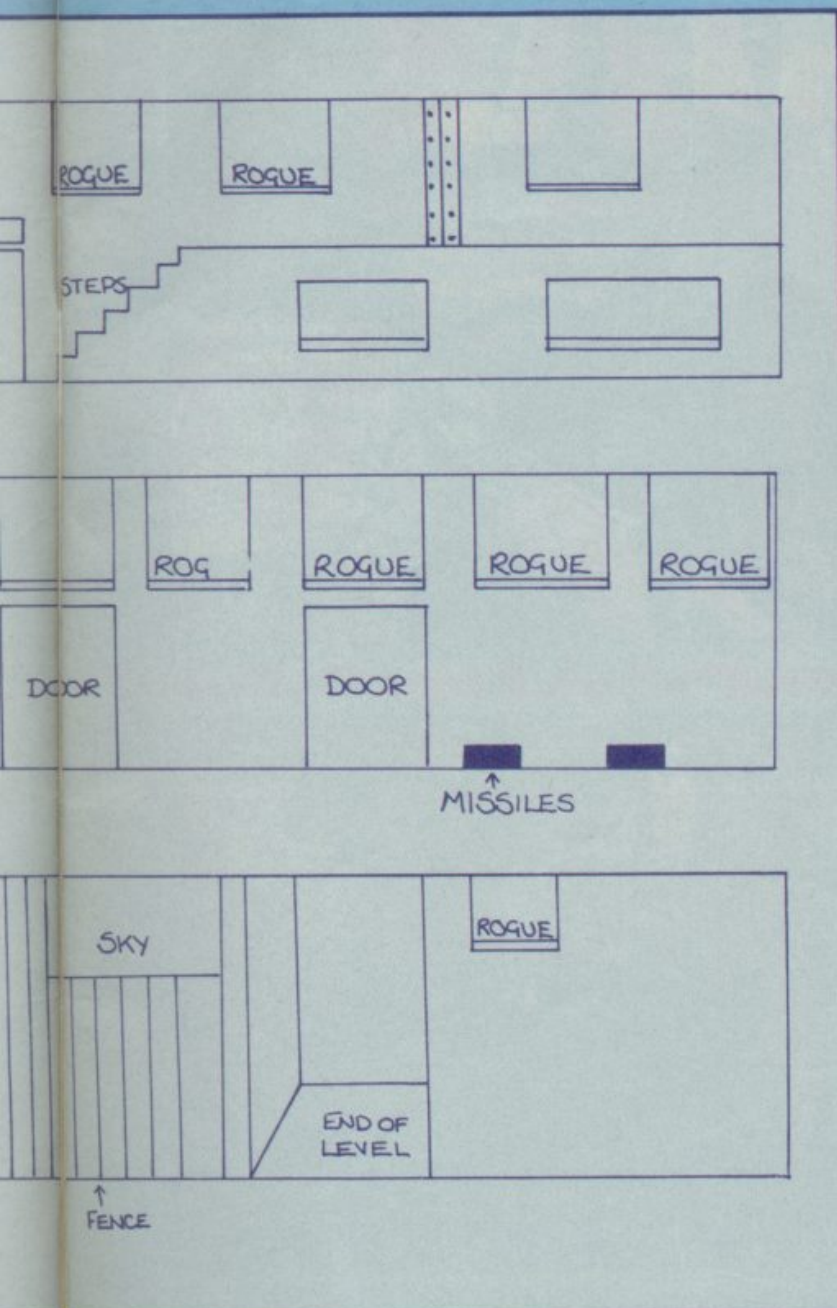 ROGUE ROGUE
STEPS
ROG ROGUE ROGUE ROGUE
DOOR DOOR
MISSILES
SKY
ROGUE
END OF
LEVEL
FENCE